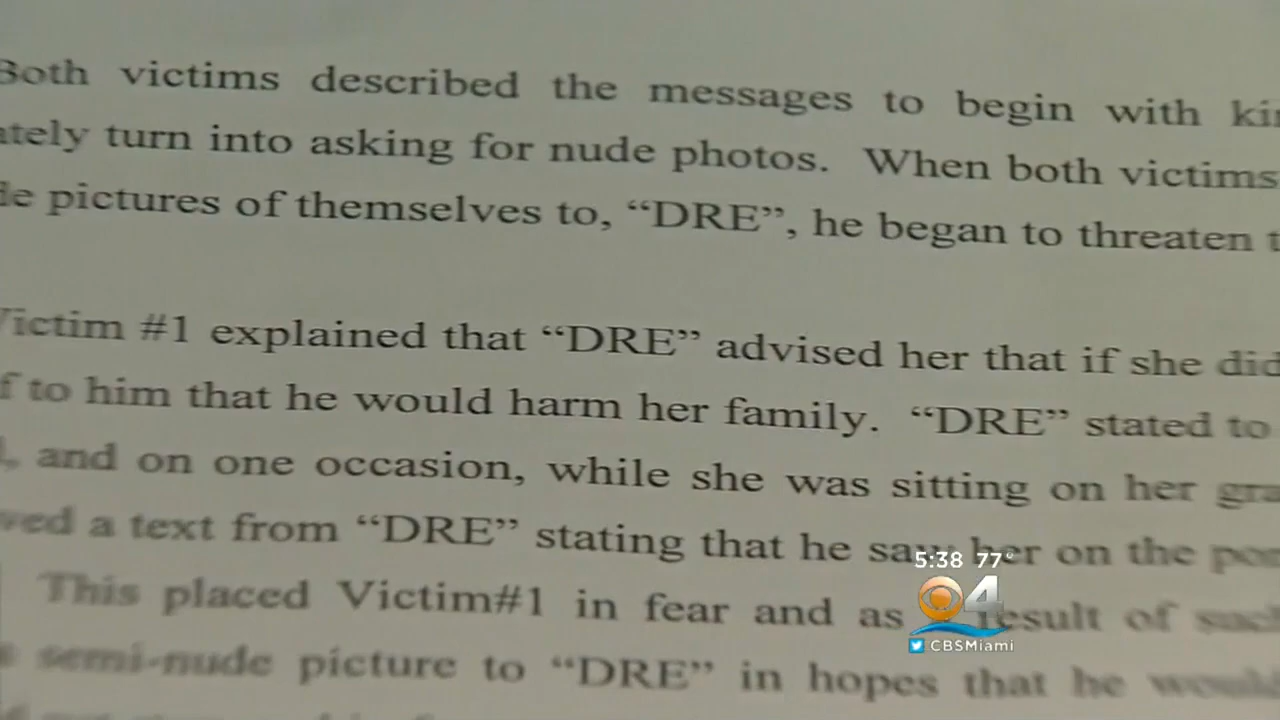 Both victims described the messages to begin with
turn into asking for nude photos. When both victims
pictures of themselves to, “DRE”, he began to threaten
Victim #1 explained that “DRE” advised her that if she did
to him that he would harm her family. “DRE” stated to
, and on one occasion, while she was sitting on her
a text from “DRE” stating that he saw her on the
This placed Victim#1 in fear and as result of such
semi-nude picture to “DRE” in hopes that he would
5:38 77°
4
CBSMiami